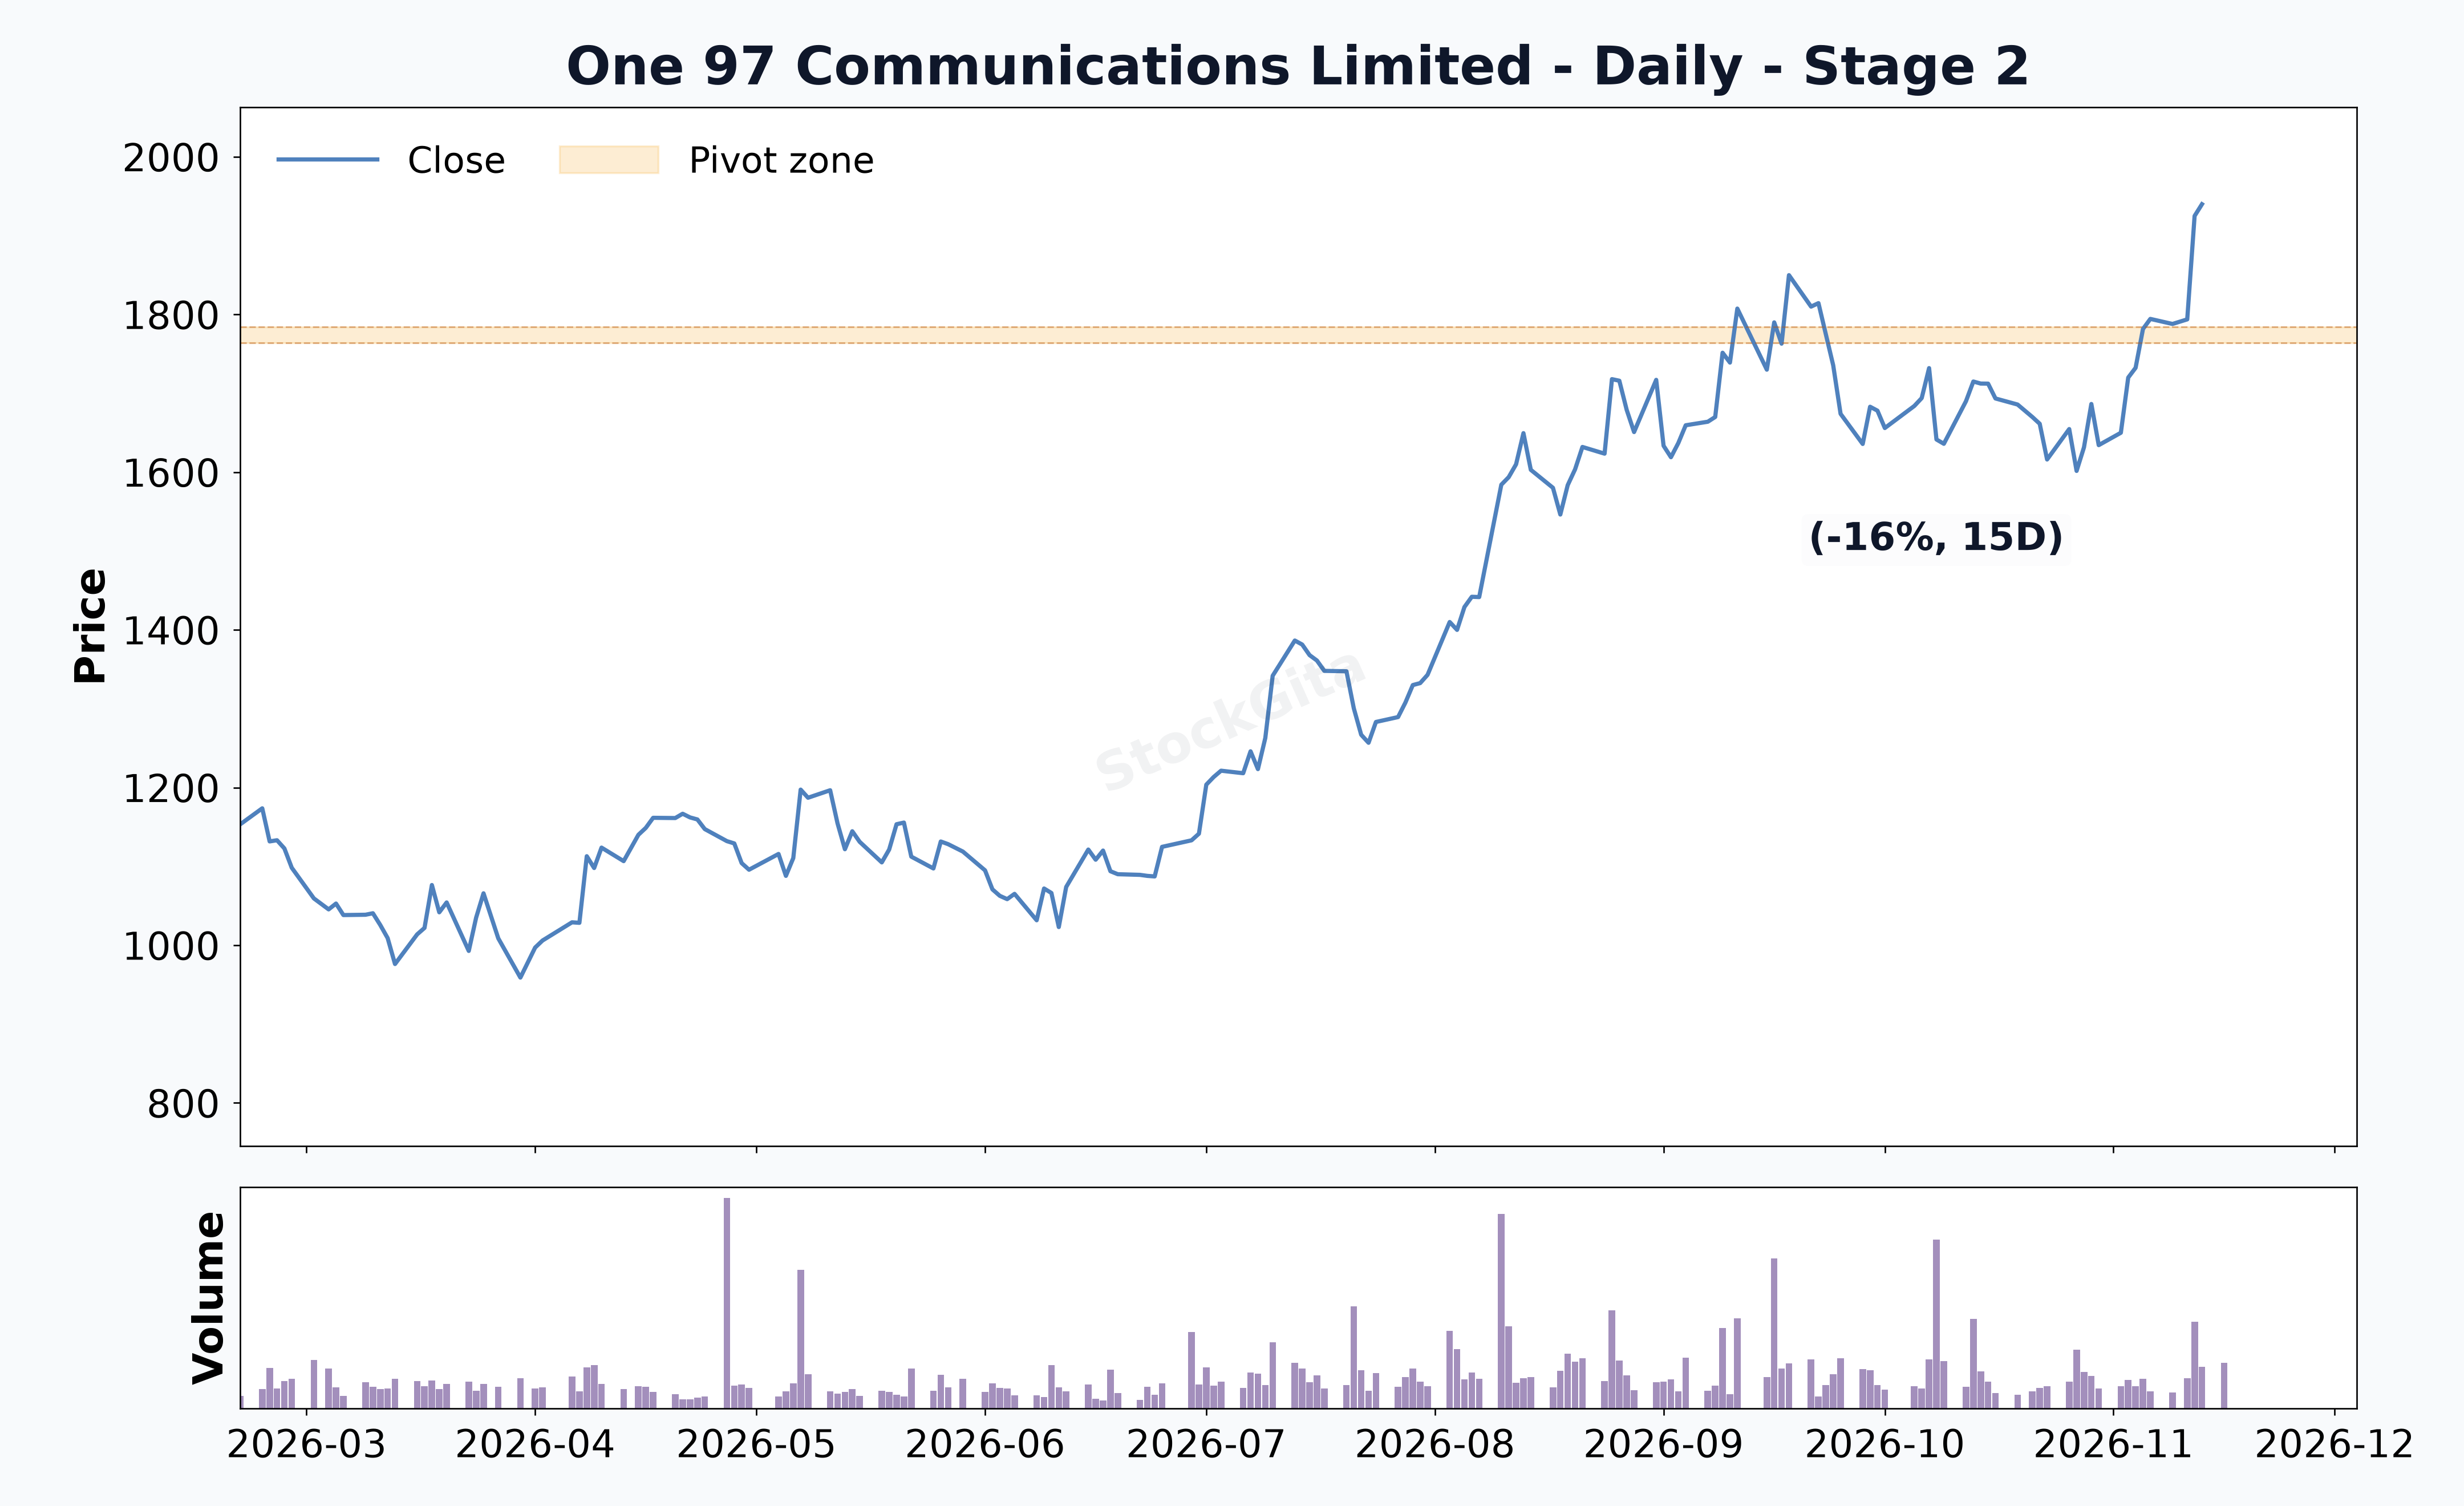 One 97 Communications Limited - Daily - Stage 2
Close
Pivot zone
2000
1800
1600
1400
1200
1000
800
Price
(-16%, 15D)
StockGita
Volume
2026-03
2026-04
2026-05
2026-06
2026-07
2026-08
2026-09
2026-10
2026-11
2026-12